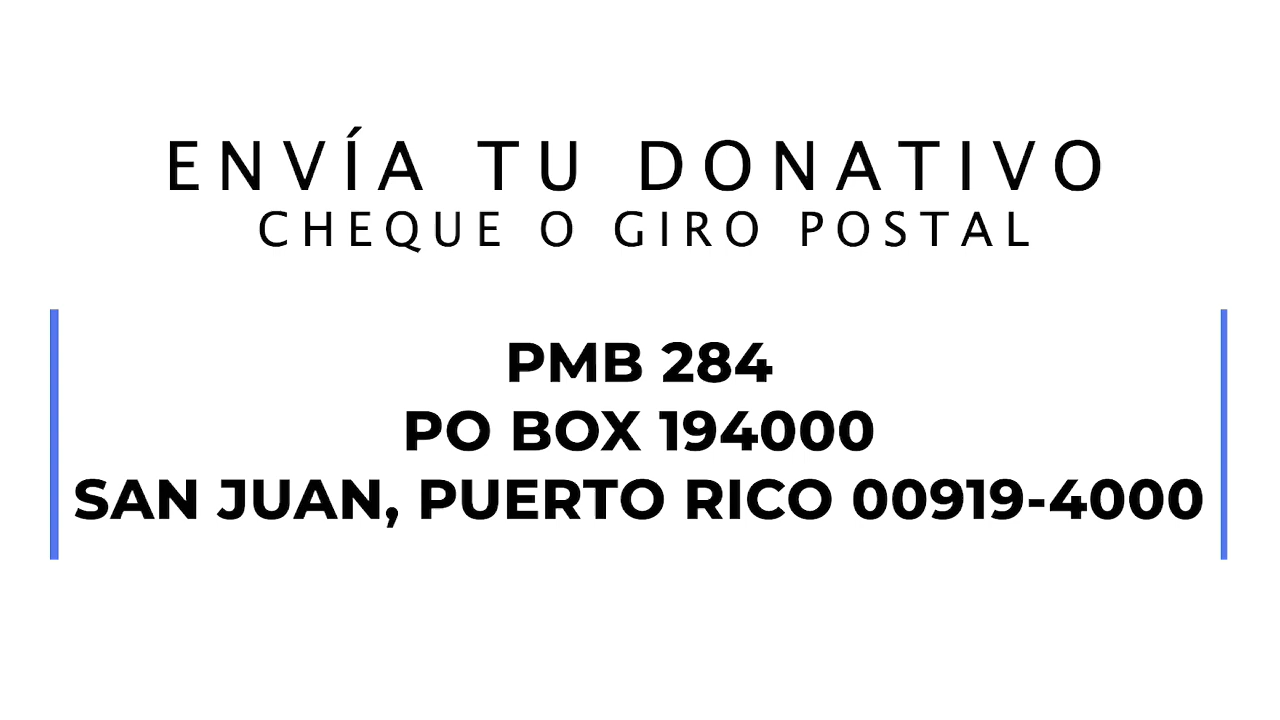 ENVÍA TU DONATIVO
CHEQUE O GIRO POSTAL
PMB 284
PO BOX 194000
SAN JUAN, PUERTO RICO 00919-4000